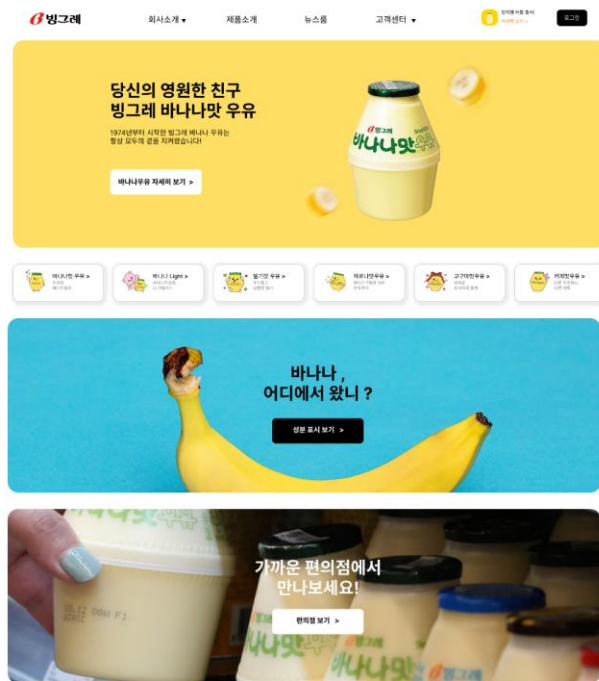 빙그레
회사소개 ▾
제품소개
뉴스룸
고객센터 ▾
로그인
당신의 영원한 친구
빙그레 바나나맛 우유
1974년부터 시작한 빙그레 바나나 우유는
항상 모두의 곁을 지켜왔습니다!
바나나우유 자세히 보기 >
빙그레
바나나맛우유
바나나맛 우유 >
바나나 Light >
딸기맛 우유 >
메로나맛우유 >
고구마맛우유 >
커피맛우유 >
바나나 ,
어디에서 왔니 ?
성분 표시 보기 >
가까운 편의점에서
만나보세요!
편의점 보기 >
바나나맛우유
빙그레
바나나맛
빙그레